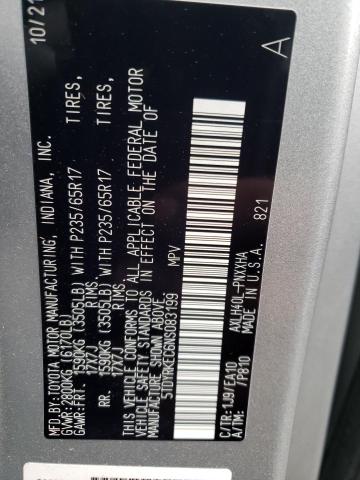 MFD.BY:TOYOTA MOTOR MANUFACTURING, INDIANA, INC. 10/21
GVWR:2800KG (6170LB)
GAWR:FRT. 1590KG (3505LB) WITH P235/65R17 TIRES,
17X7J RIMS,
RR. 1590KG (3505LB) WITH P235/65R17 TIRES,
17X7J RIMS.
THIS VEHICLE CONFORMS TO ALL APPLICABLE FEDERAL MOTOR
VEHICLE SAFETY STANDARDS IN EFFECT ON THE DATE OF
MANUFACTURE SHOWN ABOVE.
MPV
A
C/TR:1J9/EA10
A/TM: /P810
AXLH40L-PNXXHA
MADE IN U.S.A.
821